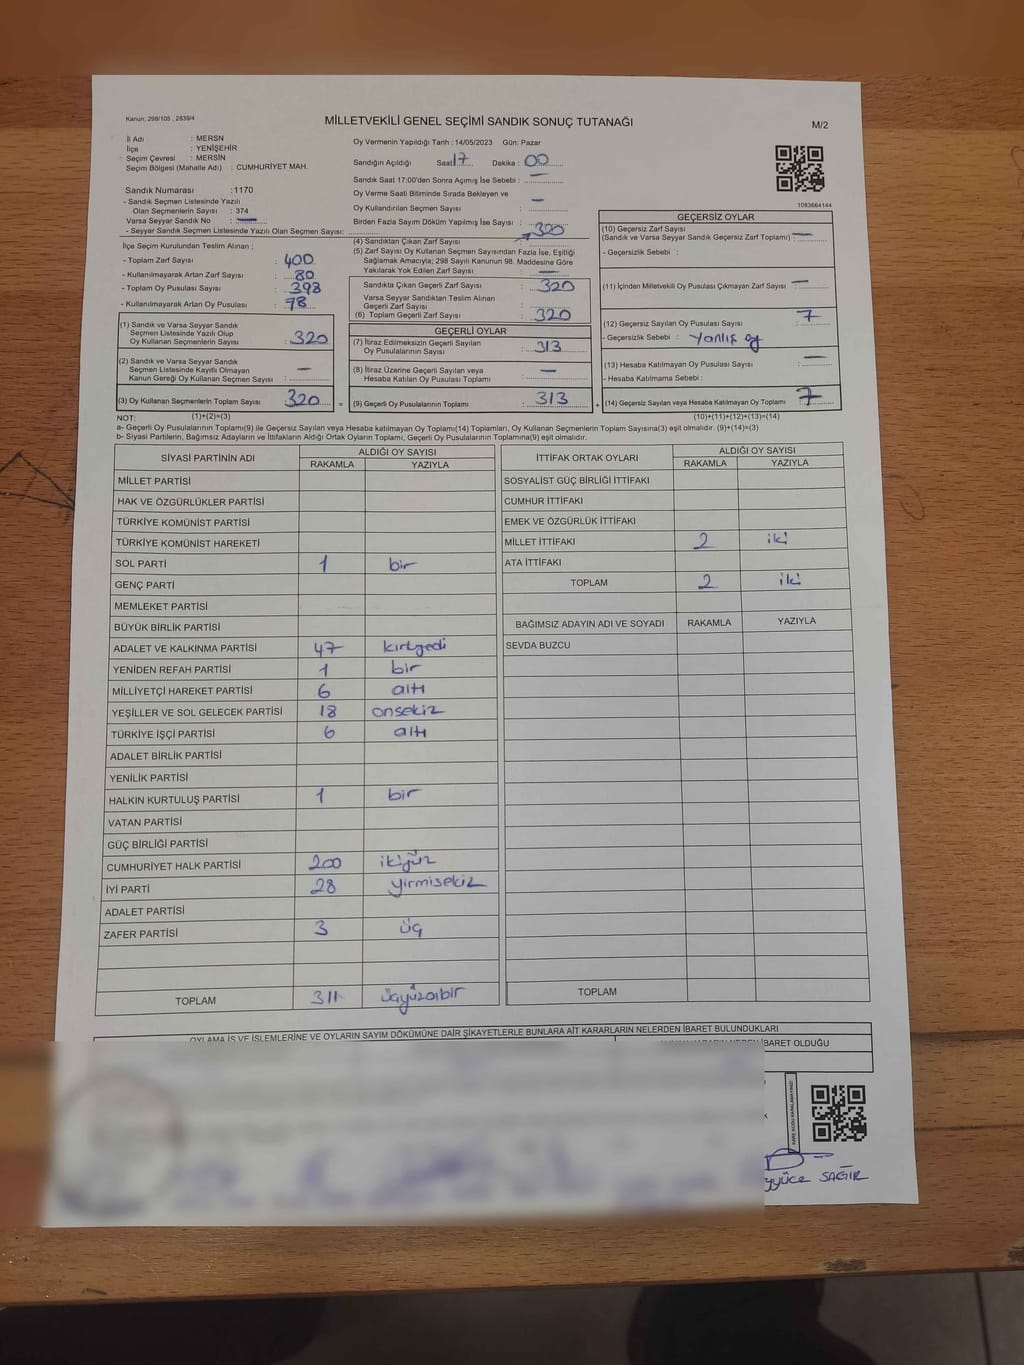 Kanun; 298/105 , 2839/4
MİLLETVEKİLİ GENEL SEÇİMİ SANDIK SONUÇ TUTANAĞI
M/2
İl Adı : MERSN
İlçe : YENİŞEHİR
Seçim Çevresi : MERSİN
Seçim Bölgesi (Mahalle Adı) : CUMHURİYET MAH.
Sandık Numarası :1170
- Sandık Seçmen Listesinde Yazılı
Olan Seçmenlerin Sayısı : 374
Varsa Seyyar Sandık No : —
- Seyyar Sandık Seçmen Listesinde Yazılı Olan Seçmen Sayısı:
Oy Vermenin Yapıldığı Tarih : 14/05/2023 Gün: Pazar
Sandığın Açıldığı Saat 17 Dakika : 00
Sandık Saat 17:00'den Sonra Açımış İse Sebebi : —
Oy Verme Saati Bitiminde Sırada Bekleyen ve
Oy Kullandırılan Seçmen Sayısı : —
Birden Fazla Sayım Döküm Yapılmış İse Sayısı :
320
1083664144
İlçe Seçim Kurulundan Teslim Alınan ;
- Toplam Zarf Sayısı : 400
- Kullanılmayarak Artan Zarf Sayısı : 80
- Toplam Oy Pusulası Sayısı : 398
- Kullanılmayarak Artan Oy Pusulası : 78
(1) Sandık ve Varsa Seyyar Sandık
Seçmen Listesinde Yazılı Olup
Oy Kullanan Seçmenlerin Sayısı : 320
(2) Sandık ve Varsa Seyyar Sandık
Seçmen Listesinde Kayıtlı Olmayan
Kanun Gereği Oy Kullanan Seçmen Sayısı : —
(3) Oy Kullanan Seçmenlerin Toplam Sayısı : 320 =
(4) Sandıktan Çıkan Zarf Sayısı
(5) Zarf Sayısı Oy Kullanan Seçmen Sayısından Fazla İse, Eşitliği
Sağlamak Amacıyla; 298 Sayılı Kanunun 98. Maddesine Göre
Yakılarak Yok Edilen Zarf Sayısı : —
Sandıkta Çıkan Geçerli Zarf Sayısı : 320
Varsa Seyyar Sandıktan Teslim Alınan
Geçerli Zarf Sayısı
(6) Toplam Geçerli Zarf Sayısı : 320
GEÇERLİ OYLAR
(7) İtiraz Edilmeksizin Geçerli Sayılan
Oy Pusulalarının Sayısı : 313
(8) İtiraz Üzerine Geçerli Sayılan veya
Hesaba Katılan Oy Pusulası Toplamı : —
(9) Geçerli Oy Pusulalarının Toplamı : 313 +
GEÇERSİZ OYLAR
(10) Geçersiz Zarf Sayısı
(Sandık ve Varsa Seyyar Sandık Geçersiz Zarf Toplamı) : —
- Geçersizlik Sebebi :
(11) İçinden Milletvekili Oy Pusulası Çıkmayan Zarf Sayısı : —
(12) Geçersiz Sayılan Oy Pusulası Sayısı : 7
- Geçersizlik Sebebi : Yanlış oy
(13) Hesaba Katılmayan Oy Pusulası Sayısı : —
- Hesaba Katılmama Sebebi :
(14) Geçersiz Sayılan veya Hesaba Katılmayan Oy Toplamı : 7
NOT: (1)+(2)=(3) (10)+(11)+(12)+(13)=(14)
a- Geçerli Oy Pusulalarının Toplamı(9) ile Geçersiz Sayılan veya Hesaba Katılmayan Oy Toplamı(14) Toplamları, Oy Kullanan Seçmenlerin Toplam Sayısına(3) eşit olmalıdır. (9)+(14)=(3)
b- Siyasi Partilerin, Bağımsız Adayların ve İttifakların Aldığı Ortak Oyların Toplamı, Geçerli Oy Pusulalarının Toplamına(9) eşit olmalıdır.
SİYASİ PARTİNİN ADI ALDIĞI OY SAYISI
RAKAMLA YAZIYLA
MİLLET PARTİSİ
HAK VE ÖZGÜRLÜKLER PARTİSİ
TÜRKİYE KOMÜNİST PARTİSİ
TÜRKİYE KOMÜNİST HAREKETİ
SOL PARTİ 1 bir
GENÇ PARTİ
MEMLEKET PARTİSİ
BÜYÜK BİRLİK PARTİSİ
ADALET VE KALKINMA PARTİSİ 47 kırkyedi
YENİDEN REFAH PARTİSİ 1 bir
MİLLİYETÇİ HAREKET PARTİSİ 6 altı
YEŞİLLER VE SOL GELECEK PARTİSİ 18 onsekiz
TÜRKİYE İŞÇİ PARTİSİ 6 altı
ADALET BİRLİK PARTİSİ
YENİLİK PARTİSİ
HALKIN KURTULUŞ PARTİSİ 1 bir
VATAN PARTİSİ
GÜÇ BİRLİĞİ PARTİSİ
CUMHURİYET HALK PARTİSİ 200 ikiyüz
İYİ PARTİ 28 yirmisekiz
ADALET PARTİSİ
ZAFER PARTİSİ 3 üç
TOPLAM 311 üçyüzonbir
İTTİFAK ORTAK OYLARI ALDIĞI OY SAYISI
RAKAMLA YAZIYLA
SOSYALİST GÜÇ BİRLİĞİ İTTİFAKI
CUMHUR İTTİFAKI
EMEK VE ÖZGÜRLÜK İTTİFAKI
MİLLET İTTİFAKI 2 iki
ATA İTTİFAKI
TOPLAM 2 iki
BAĞIMSIZ ADAYIN ADI VE SOYADI RAKAMLA YAZIYLA
SEVDA BUZCU
TOPLAM
OYLAMA İŞ VE İŞLEMLERİNE VE OYLARIN SAYIM DÖKÜMÜNE DAİR ŞİKAYETLERLE BUNLARA AİT KARARLARIN NELERDEN İBARET BULUNDUKLARI
İBARET OLDUĞU
KARE KODU KARALAMAYINIZ!
SAĞIR